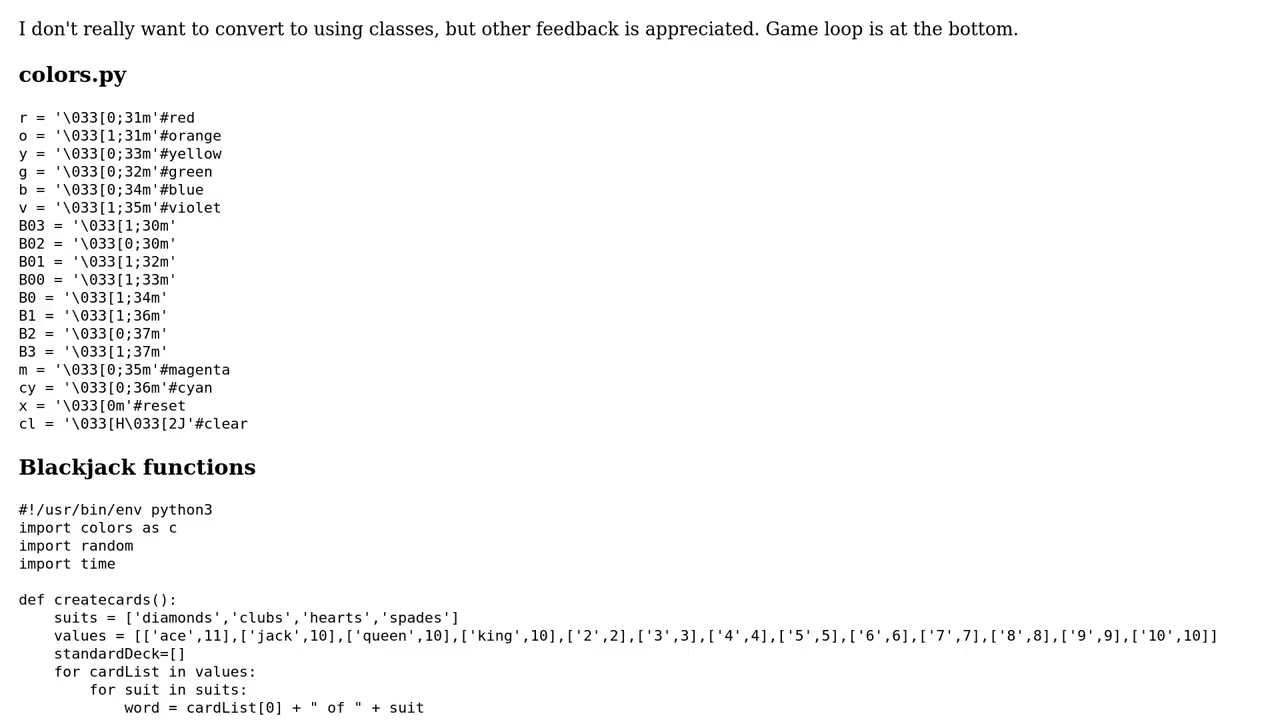 I don't really want to convert to using classes, but other feedback is appreciated. Game loop is at the bottom.
colors.py
r = '\033[0;31m'#red
o = '\033[1;31m'#orange
y = '\033[0;33m'#yellow
g = '\033[0;32m'#green
b = '\033[0;34m'#blue
v = '\033[1;35m'#violet
B03 = '\033[1;30m'
B02 = '\033[0;30m'
B01 = '\033[1;32m'
B00 = '\033[1;33m'
B0 = '\033[1;34m'
B1 = '\033[1;36m'
B2 = '\033[0;37m'
B3 = '\033[1;37m'
m = '\033[0;35m'#magenta
cy = '\033[0;36m'#cyan
x = '\033[0m'#reset
cl = '\033[H\033[2J'#clear
Blackjack functions
#!/usr/bin/env python3
import colors as c
import random
import time
def createcards():
    suits = ['diamonds','clubs','hearts','spades']
    values = [['ace',11],['jack',10],['queen',10],['king',10],['2',2],['3',3],['4',4],['5',5],['6',6],['7',7],['8',8],['9',9],['10',10]]
    standardDeck=[]
    for cardList in values:
        for suit in suits:
            word = cardList[0] + " of " + suit